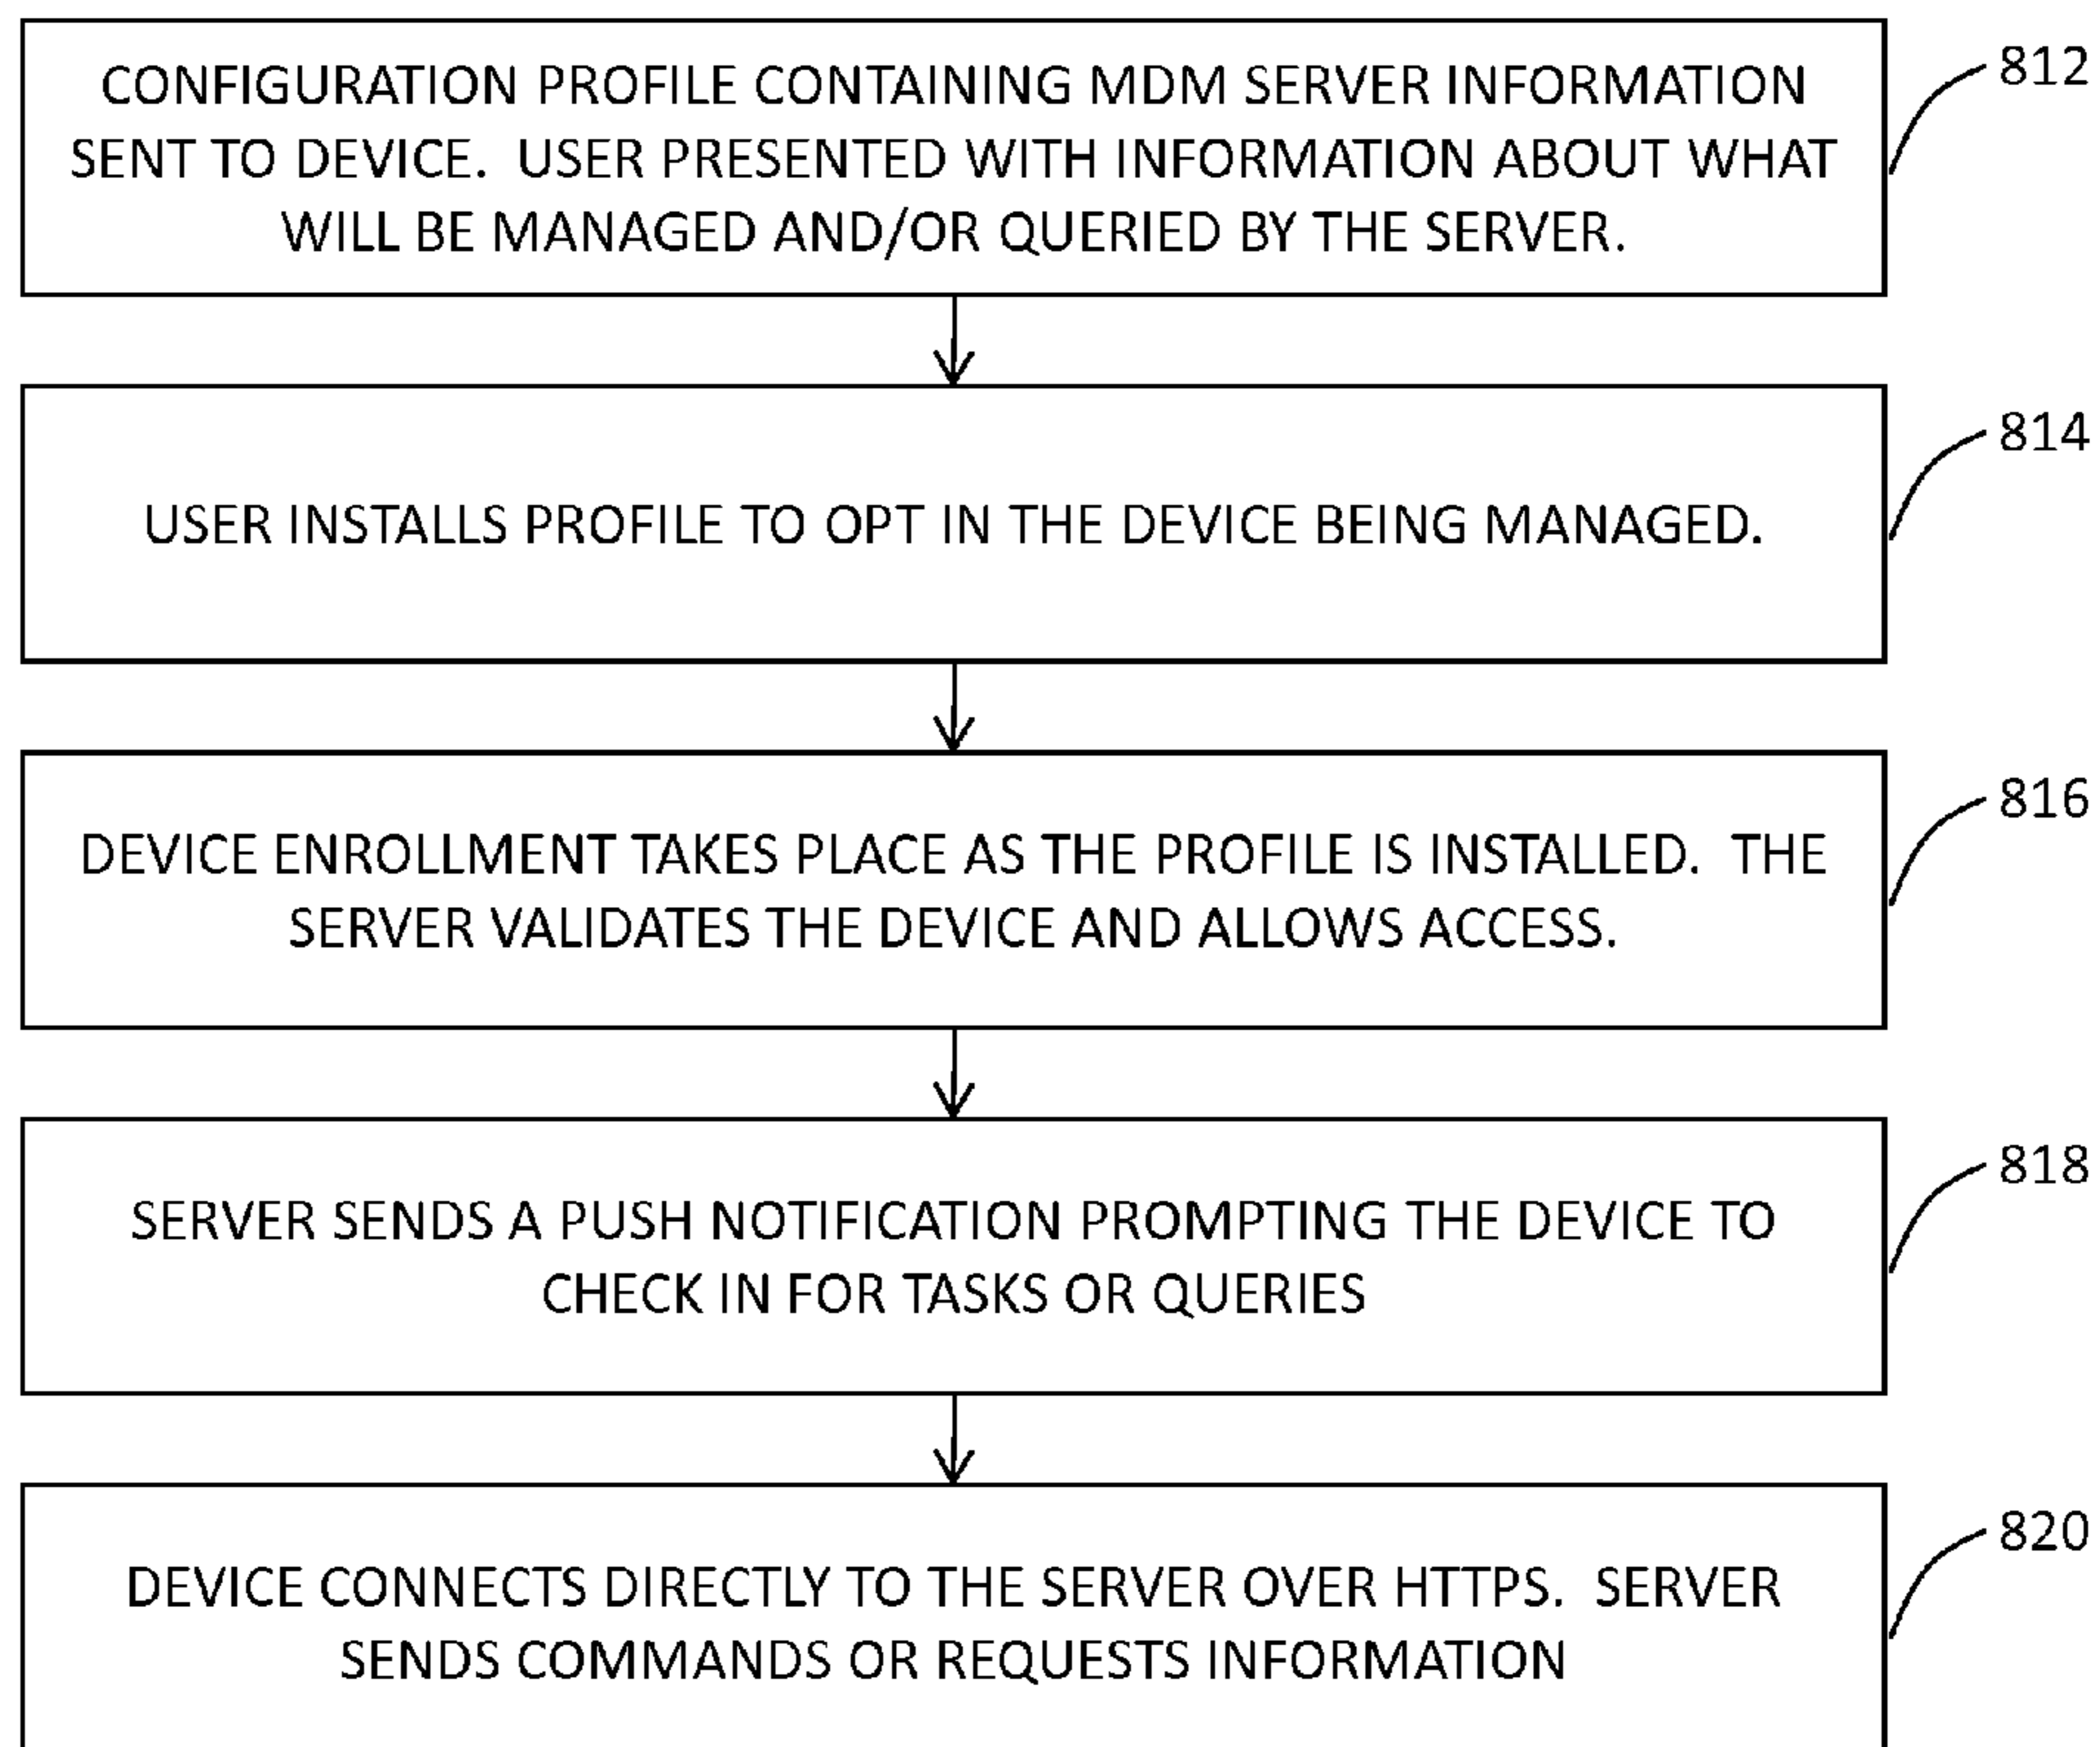 CONFIGURATION PROFILE CONTAINING MDM SERVER INFORMATION
SENT TO DEVICE. USER PRESENTED WITH INFORMATION ABOUT WHAT
WILL BE MANAGED AND/OR QUERIED BY THE SERVER.
812
USER INSTALLS PROFILE TO OPT IN THE DEVICE BEING MANAGED.
814
DEVICE ENROLLMENT TAKES PLACE AS THE PROFILE IS INSTALLED. THE
SERVER VALIDATES THE DEVICE AND ALLOWS ACCESS.
816
SERVER SENDS A PUSH NOTIFICATION PROMPTING THE DEVICE TO
CHECK IN FOR TASKS OR QUERIES
818
DEVICE CONNECTS DIRECTLY TO THE SERVER OVER HTTPS. SERVER
SENDS COMMANDS OR REQUESTS INFORMATION
820